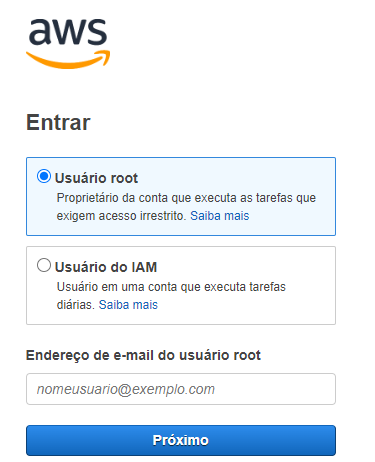 aws
Entrar
Usuário root
Proprietário da conta que executa as tarefas que
exigem acesso irrestrito. Saiba mais
Usuário do IAM
Usuário em uma conta que executa tarefas
diárias. Saiba mais
Endereço de e-mail do usuário root
nomeusuario@exemplo.com
Próximo